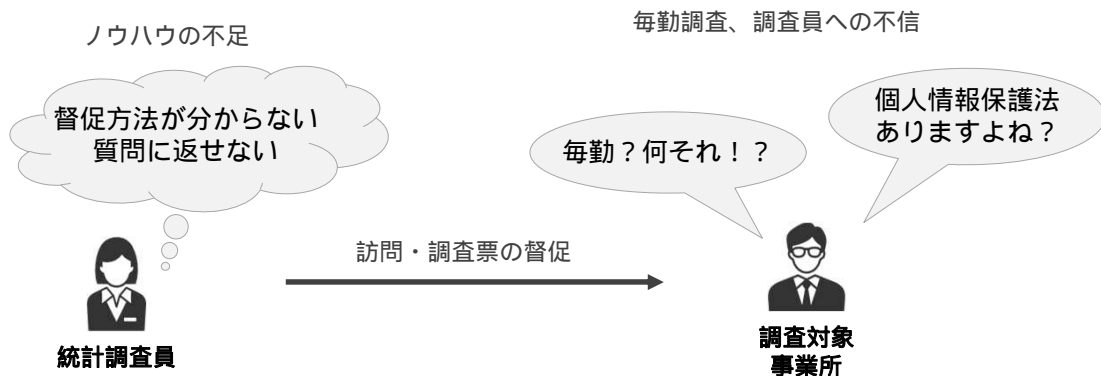 ノウハウの不足
毎勤調査、調査員への不信
督促方法が分からない
質問に返せない
毎勤？何それ！？
個人情報保護法
ありますよね？
訪問・調査票の督促
統計調査員
調査対象
事業所